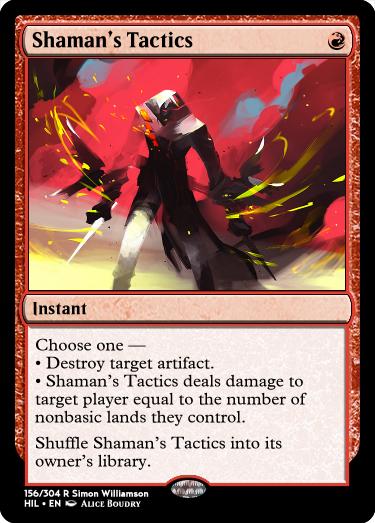 Shaman's Tactics
Instant
Choose one —
• Destroy target artifact.
• Shaman's Tactics deals damage to
target player equal to the number of
nonbasic lands they control.
Shuffle Shaman's Tactics into its
owner's library.
156/304 R Simon Williamson
HIL • EN Alice Boudry